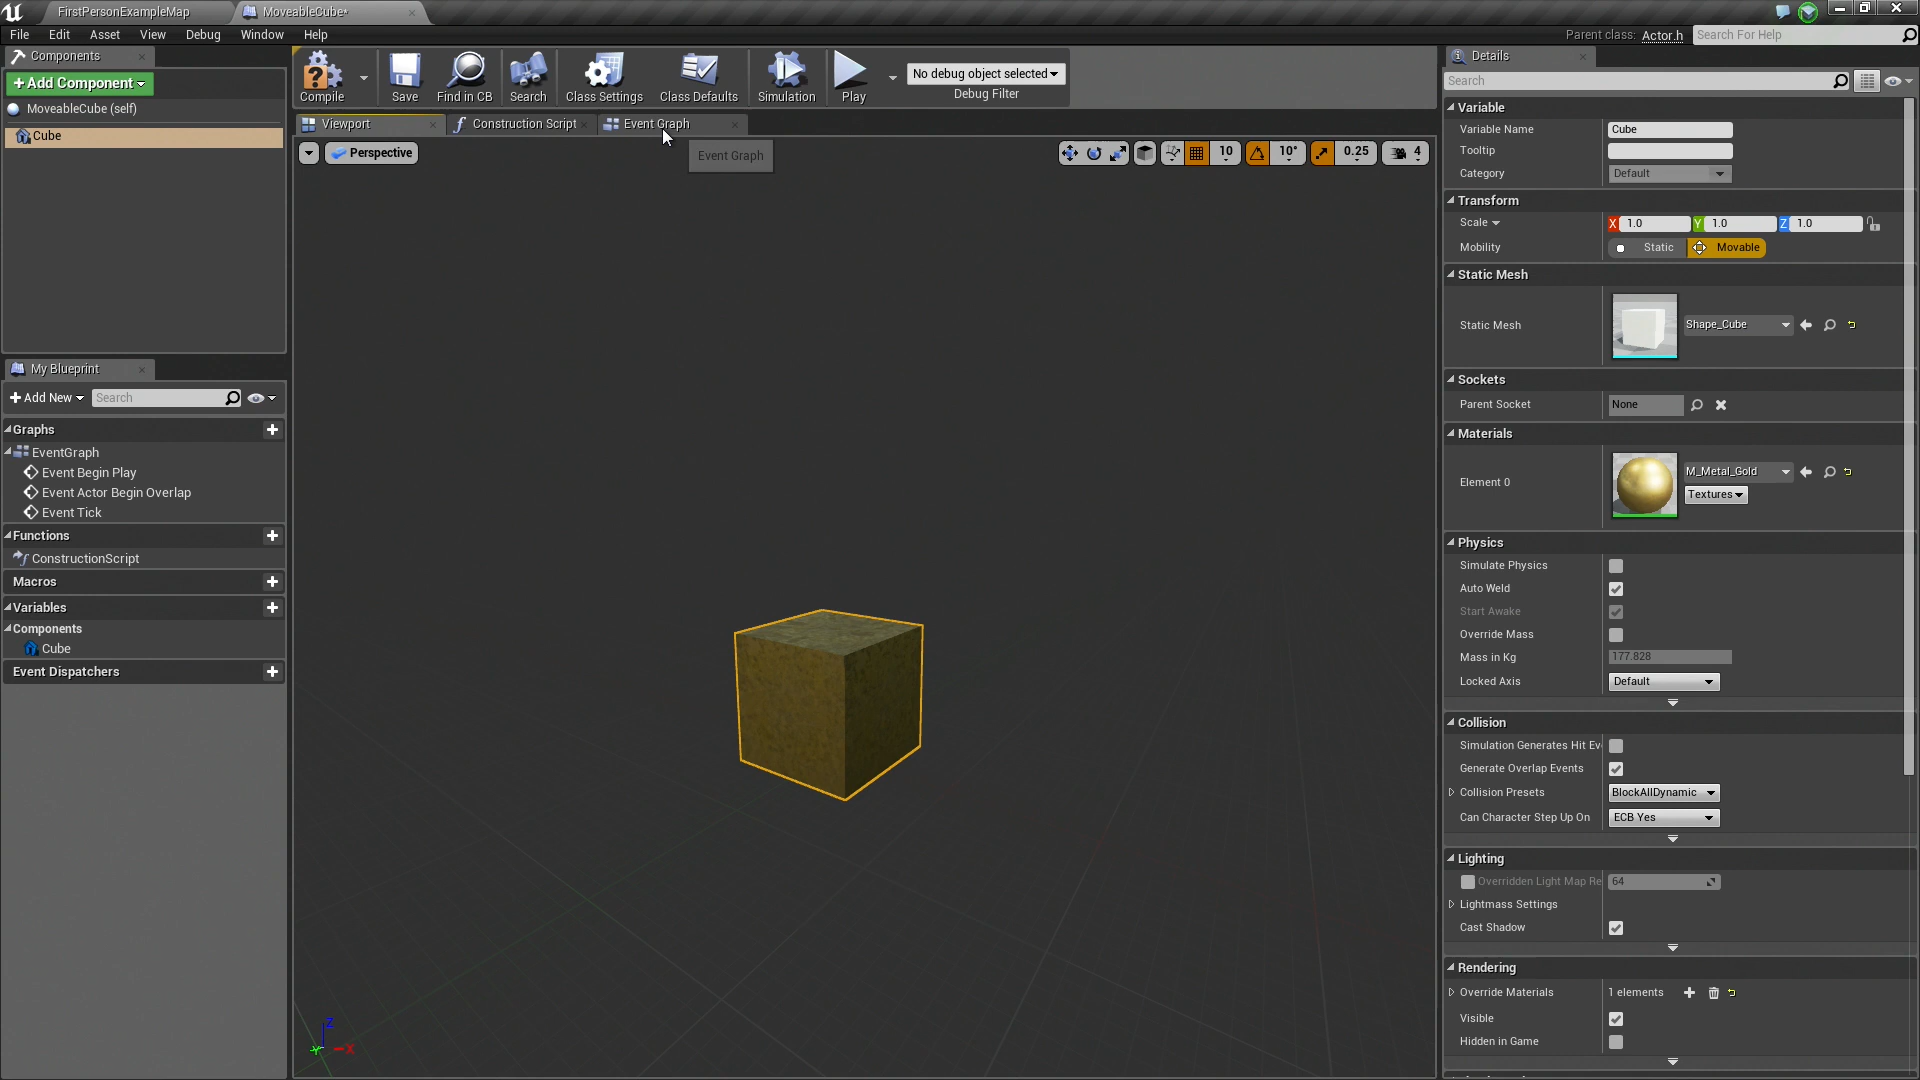 FirstPersonExampleMap
MoveableCube*
File Edit Asset View Debug Window Help
Parent class: Actor.h Search For Help
Components
+ Add Component
MoveableCube (self)
Cube
Compile
Save
Find in CB
Search
Class Settings
Class Defaults
Simulation
Play
No debug object selected
Debug Filter
Viewport
Construction Script
Event Graph
Perspective
Event Graph
10
10°
0.25
4
My Blueprint
+ Add New Search
Graphs
EventGraph
Event Begin Play
Event Actor Begin Overlap
Event Tick
Functions
ConstructionScript
Macros
Variables
Components
Cube
Event Dispatchers
Z
Y X
Details
Search
Variable
Variable Name Cube
Tooltip
Category Default
Transform
Scale X 1.0 Y 1.0 Z 1.0
Mobility Static Movable
Static Mesh
Static Mesh Shape_Cube
Sockets
Parent Socket None
Materials
Element 0 M_Metal_Gold
Textures
Physics
Simulate Physics
Auto Weld
Start Awake
Override Mass
Mass in Kg 177.828
Locked Axis Default
Collision
Simulation Generates Hit Ev
Generate Overlap Events
Collision Presets BlockAllDynamic
Can Character Step Up On ECB Yes
Lighting
Overridden Light Map Re 64
Lightmass Settings
Cast Shadow
Rendering
Override Materials 1 elements
Visible
Hidden in Game